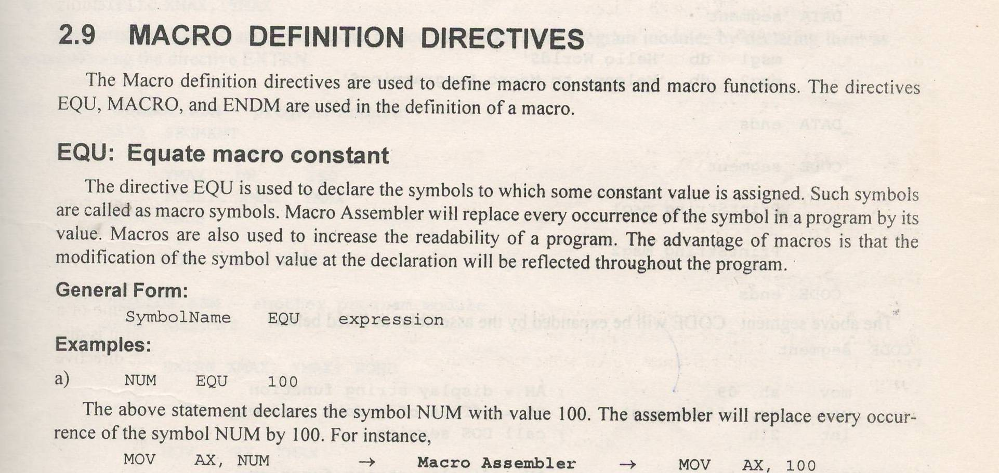 2.9 MACRO DEFINITION DIRECTIVES
The Macro definition directives are used to define macro constants and macro functions. The directives
EQU, MACRO, and ENDM are used in the definition of a macro.
EQU: Equate macro constant
The directive EQU is used to declare the symbols to which some constant value is assigned. Such symbols
are called as macro symbols. Macro Assembler will replace every occurrence of the symbol in a program by its
value. Macros are also used to increase the readability of a program. The advantage of macros is that the
modification of the symbol value at the declaration will be reflected throughout the program.
General Form:
SymbolName EQU expression
Examples:
a) NUM EQU 100
The above statement declares the symbol NUM with value 100. The assembler will replace every occur-
rence of the symbol NUM by 100. For instance,
MOV AX, NUM → Macro Assembler → MOV AX, 100